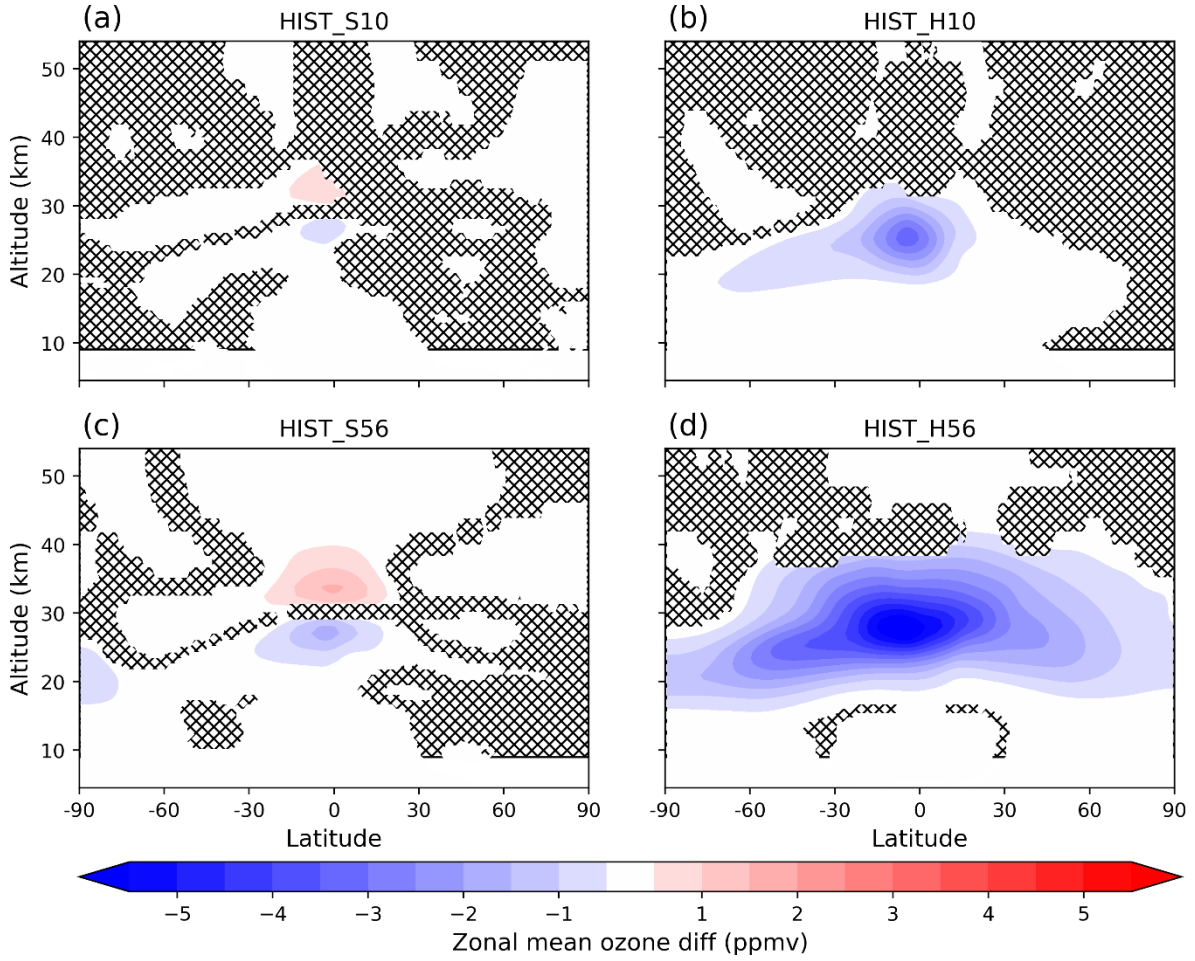 (a) HIST_S10
(b) HIST_H10
50
40
30
20
10
Altitude (km)
(c) HIST_S56
(d) HIST_H56
50
40
30
20
10
Altitude (km)
-90 -60 -30 0 30 60 90
-90 -60 -30 0 30 60 90
Latitude
Latitude
−5 −4 −3 −2 −1 1 2 3 4 5
Zonal mean ozone diff (ppmv)